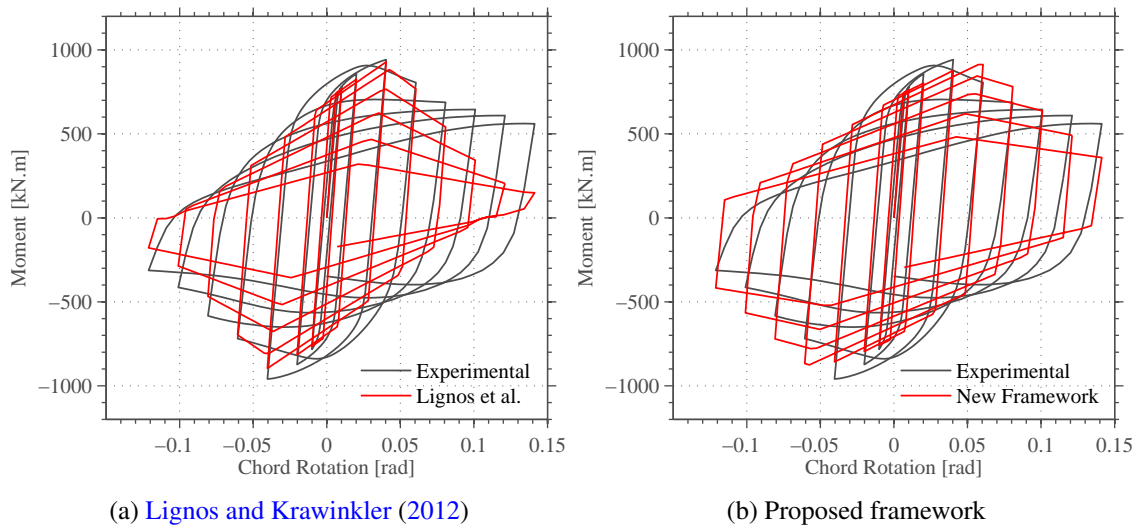 1000
500
0
−500
−1000
Moment [kN.m]
−0.1
−0.05
0
0.05
0.1
0.15
Chord Rotation [rad]
Experimental
Lignos et al.
(a) Lignos and Krawinkler (2012)
1000
500
0
−500
−1000
Moment [kN.m]
−0.1
−0.05
0
0.05
0.1
0.15
Chord Rotation [rad]
Experimental
New Framework
(b) Proposed framework